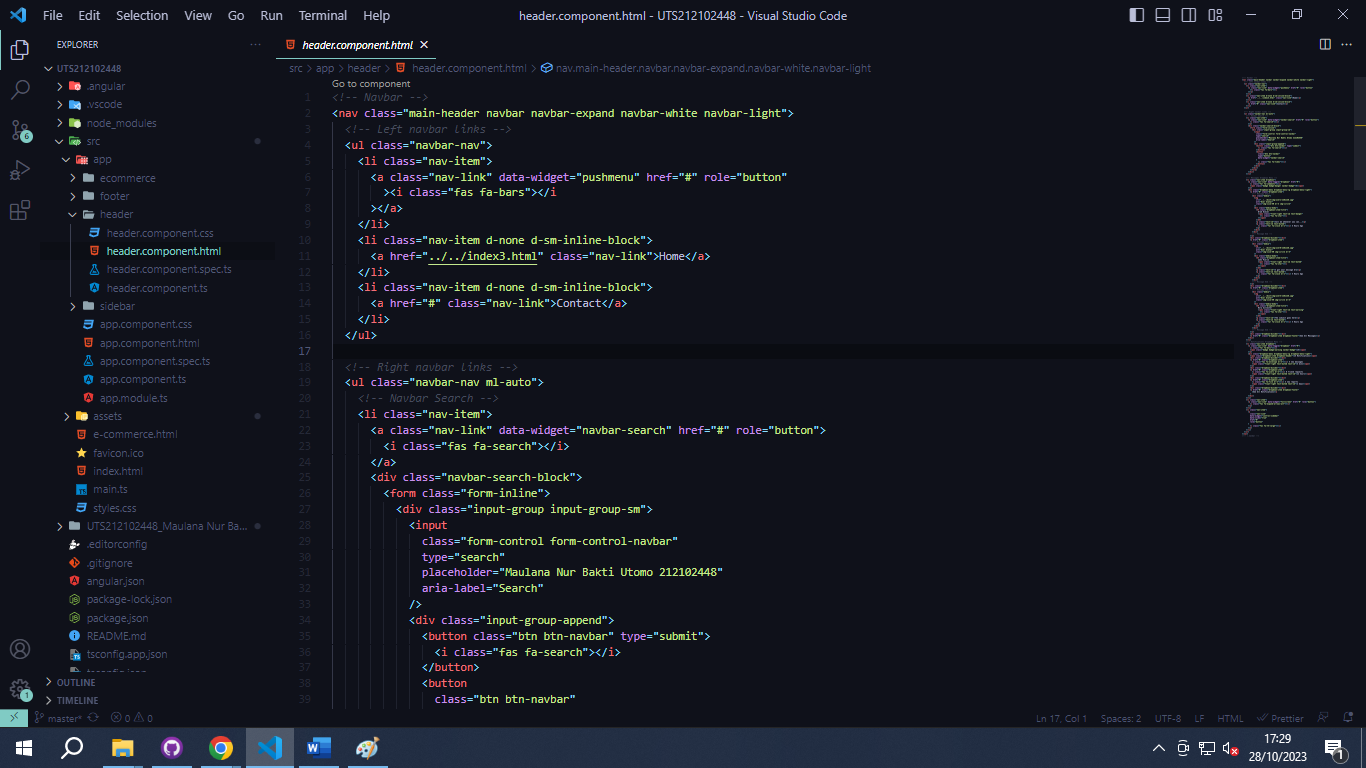 File Edit Selection View Go Run Terminal Help
header.component.html - UTS212102448 - Visual Studio Code
EXPLORER
UTS212102448
.angular
.vscode
node_modules
src
app
ecommerce
footer
header
header.component.css
header.component.html
header.component.spec.ts
header.component.ts
sidebar
app.component.css
app.component.html
app.component.spec.ts
app.component.ts
app.module.ts
assets
e-commerce.html
favicon.ico
index.html
main.ts
styles.css
UTS212102448_Maulana Nur Ba...
.editorconfig
.gitignore
angular.json
package-lock.json
package.json
README.md
tsconfig.app.json
OUTLINE
TIMELINE
6
1
header.component.html
src > app > header > header.component.html > nav.main-header.navbar.navbar-expand.navbar-white.navbar-light
Go to component
1 <!-- Navbar -->
2 <nav class="main-header navbar navbar-expand navbar-white navbar-light">
3 <!-- Left navbar links -->
4 <ul class="navbar-nav">
5 <li class="nav-item">
6 <a class="nav-link" data-widget="pushmenu" href="#" role="button"
7 ><i class="fas fa-bars"></i
8 ></a>
9 </li>
10 <li class="nav-item d-none d-sm-inline-block">
11 <a href="../../index3.html" class="nav-link">Home</a>
12 </li>
13 <li class="nav-item d-none d-sm-inline-block">
14 <a href="#" class="nav-link">Contact</a>
15 </li>
16 </ul>
17
18 <!-- Right navbar links -->
19 <ul class="navbar-nav ml-auto">
20 <!-- Navbar Search -->
21 <li class="nav-item">
22 <a class="nav-link" data-widget="navbar-search" href="#" role="button">
23 <i class="fas fa-search"></i>
24 </a>
25 <div class="navbar-search-block">
26 <form class="form-inline">
27 <div class="input-group input-group-sm">
28 <input
29 class="form-control form-control-navbar"
30 type="search"
31 placeholder="Maulana Nur Bakti Utomo 212102448"
32 aria-label="Search"
33 />
34 <div class="input-group-append">
35 <button class="btn btn-navbar" type="submit">
36 <i class="fas fa-search"></i>
37 </button>
38 <button
39 class="btn btn-navbar"
master* 0 0
Ln 17, Col 1 Spaces: 2 UTF-8 LF HTML Prettier
17:29
28/10/2023
1